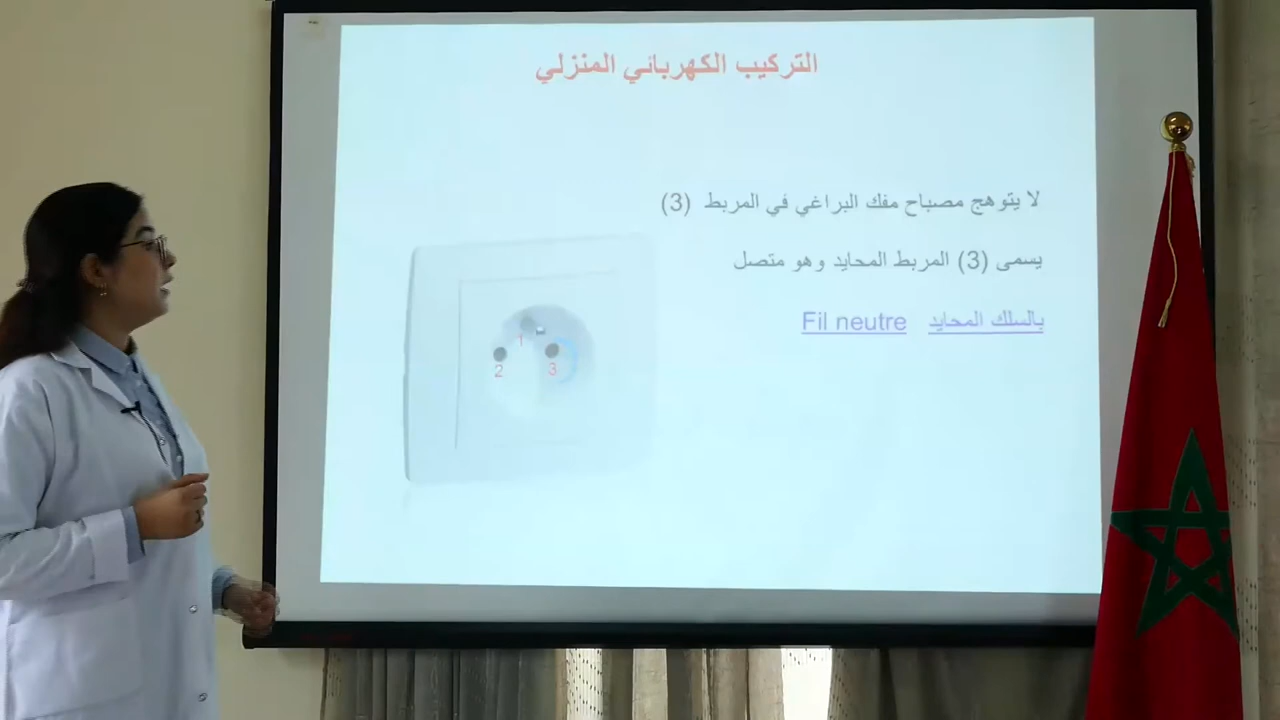 التركيب الكهربائي المنزلي
لا يتوهج مصباح مفك البراغي في المربط (3)
يسمى (3) المربط المحايد وهو متصل
بالسلك المحايد Fil neutre
1
2 3